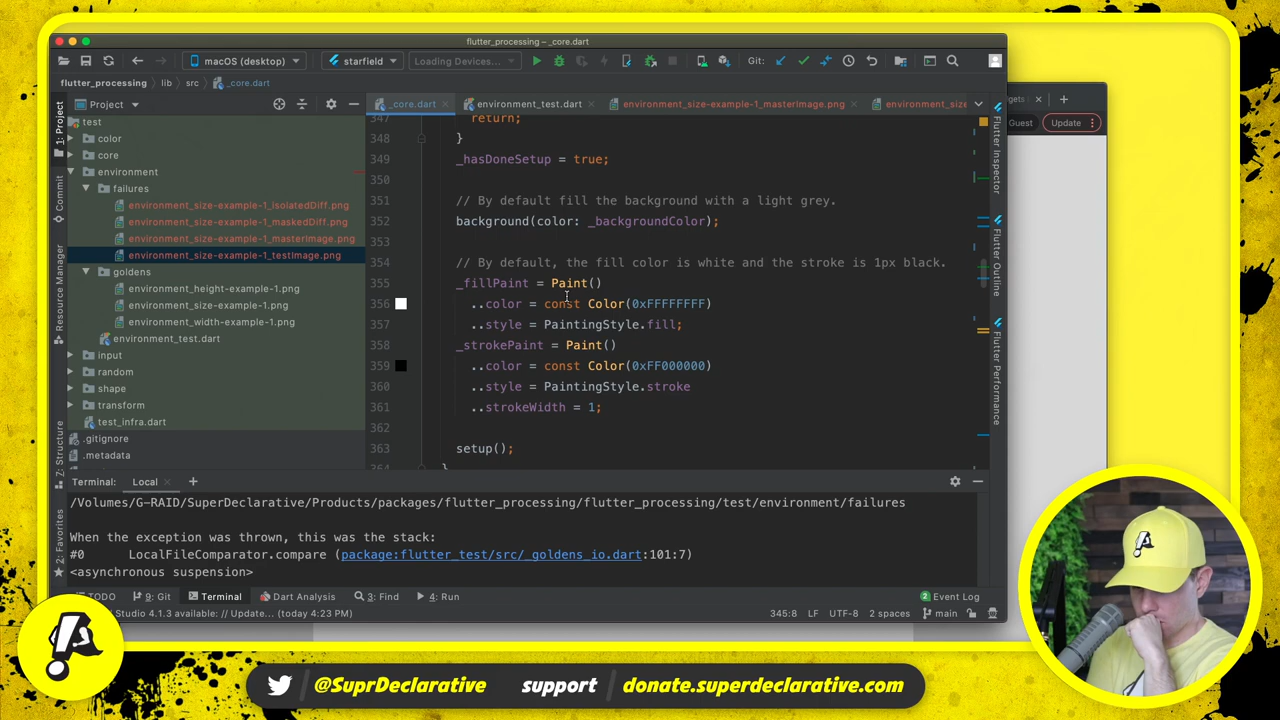 flutter_processing – _core.dart
macOS (desktop)
starfield
Loading Devices...
Git:
flutter_processing
lib
src
_core.dart
Project
_core.dart
environment_test.dart
environment_size-example-1_masterImage.png
environment_size
Guest
Update
test
color
core
environment
failures
environment_size-example-1_isolatedDiff.png
environment_size-example-1_maskedDiff.png
environment_size-example-1_masterImage.png
environment_size-example-1_testImage.png
goldens
environment_height-example-1.png
environment_size-example-1.png
environment_width-example-1.png
environment_test.dart
input
random
shape
transform
test_infra.dart
.gitignore
.metadata
1: Project
Commit
Resource Manager
7: Structure
2: Favorites
347 return;
348 }
349 _hasDoneSetup = true;
350
351 // By default fill the background with a light grey.
352 background(color: _backgroundColor);
353
354 // By default, the fill color is white and the stroke is 1px black.
355 _fillPaint = Paint()
356 ..color = const Color(0xFFFFFFFF)
357 ..style = PaintingStyle.fill;
358 _strokePaint = Paint()
359 ..color = const Color(0xFF000000)
360 ..style = PaintingStyle.stroke
361 ..strokeWidth = 1;
362
363 setup();
364 }
Flutter Inspector
Flutter Outline
Flutter Performance
Terminal:
Local
/Volumes/G-RAID/SuperDeclarative/Products/packages/flutter_processing/flutter_processing/test/environment/failures
When the exception was thrown, this was the stack:
#0 LocalFileComparator.compare (package:flutter_test/src/_goldens_io.dart:101:7)
<asynchronous suspension>
TODO
9: Git
Terminal
Dart Analysis
3: Find
4: Run
2 Event Log
Studio 4.1.3 available: // Update... (today 4:23 PM)
345:8
LF
UTF-8
2 spaces
main
@SuprDeclarative
support
donate.superdeclarative.com